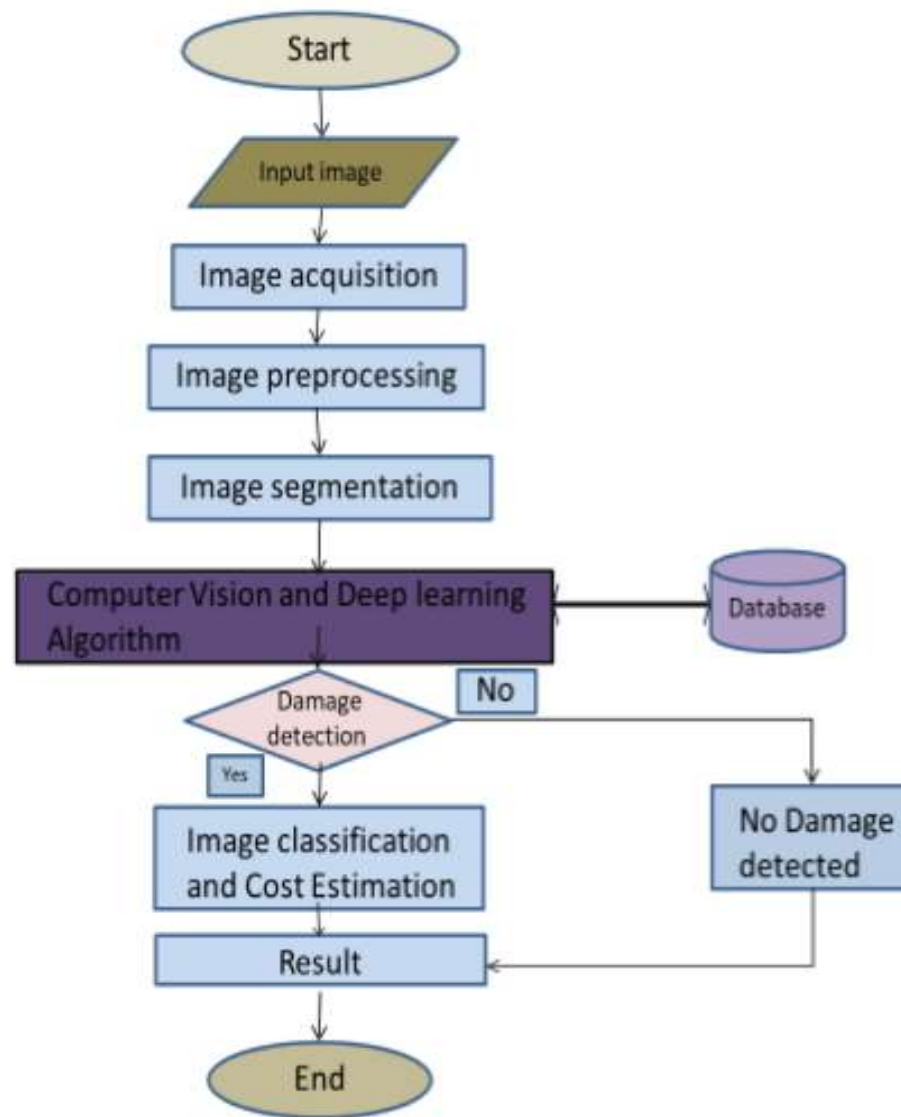 Start
Input image
Image acquisition
Image preprocessing
Image segmentation
Computer Vision and Deep learning
Algorithm
Database
Damage
detection
No
Yes
Image classification
and Cost Estimation
No Damage
detected
Result
End